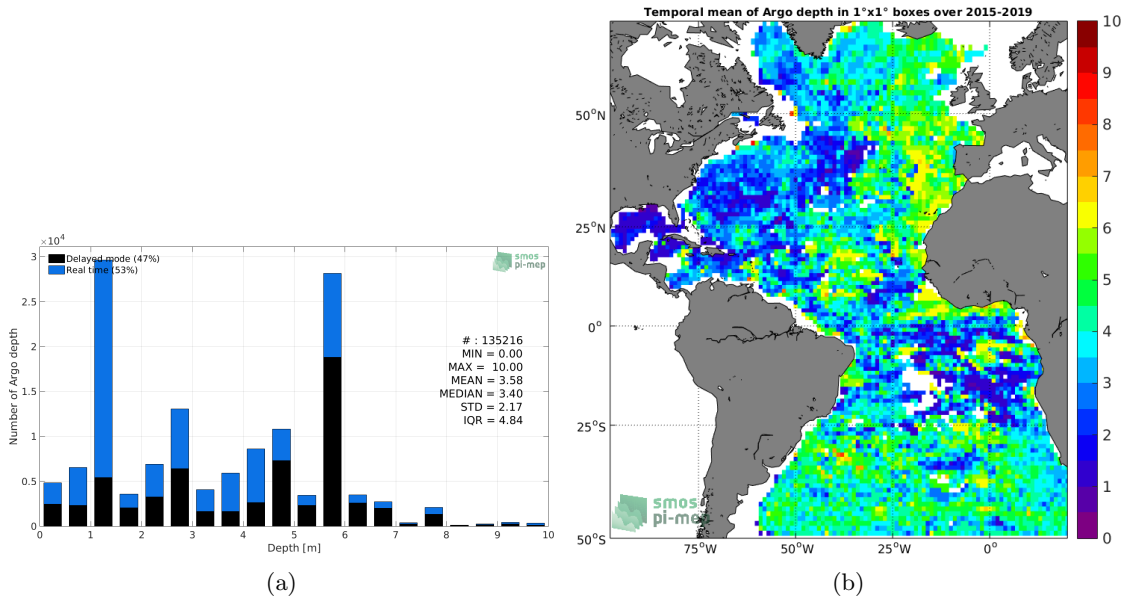 ×10⁴
3
2.5
2
1.5
1
0.5
0
Number of Argo depth
Delayed mode (47%)
Real time (53%)
smos
pi-mep
# : 135216
MIN = 0.00
MAX = 10.00
MEAN = 3.58
MEDIAN = 3.40
STD = 2.17
IQR = 4.84
0 1 2 3 4 5 6 7 8 9 10
Depth [m]
(a)
Temporal mean of Argo depth in 1°x1° boxes over 2015-2019
50°N
25°N
0°
25°S
50°S
75°W 50°W 25°W 0°
smos
pi-mep
10
9
8
7
6
5
4
3
2
1
0
(b)